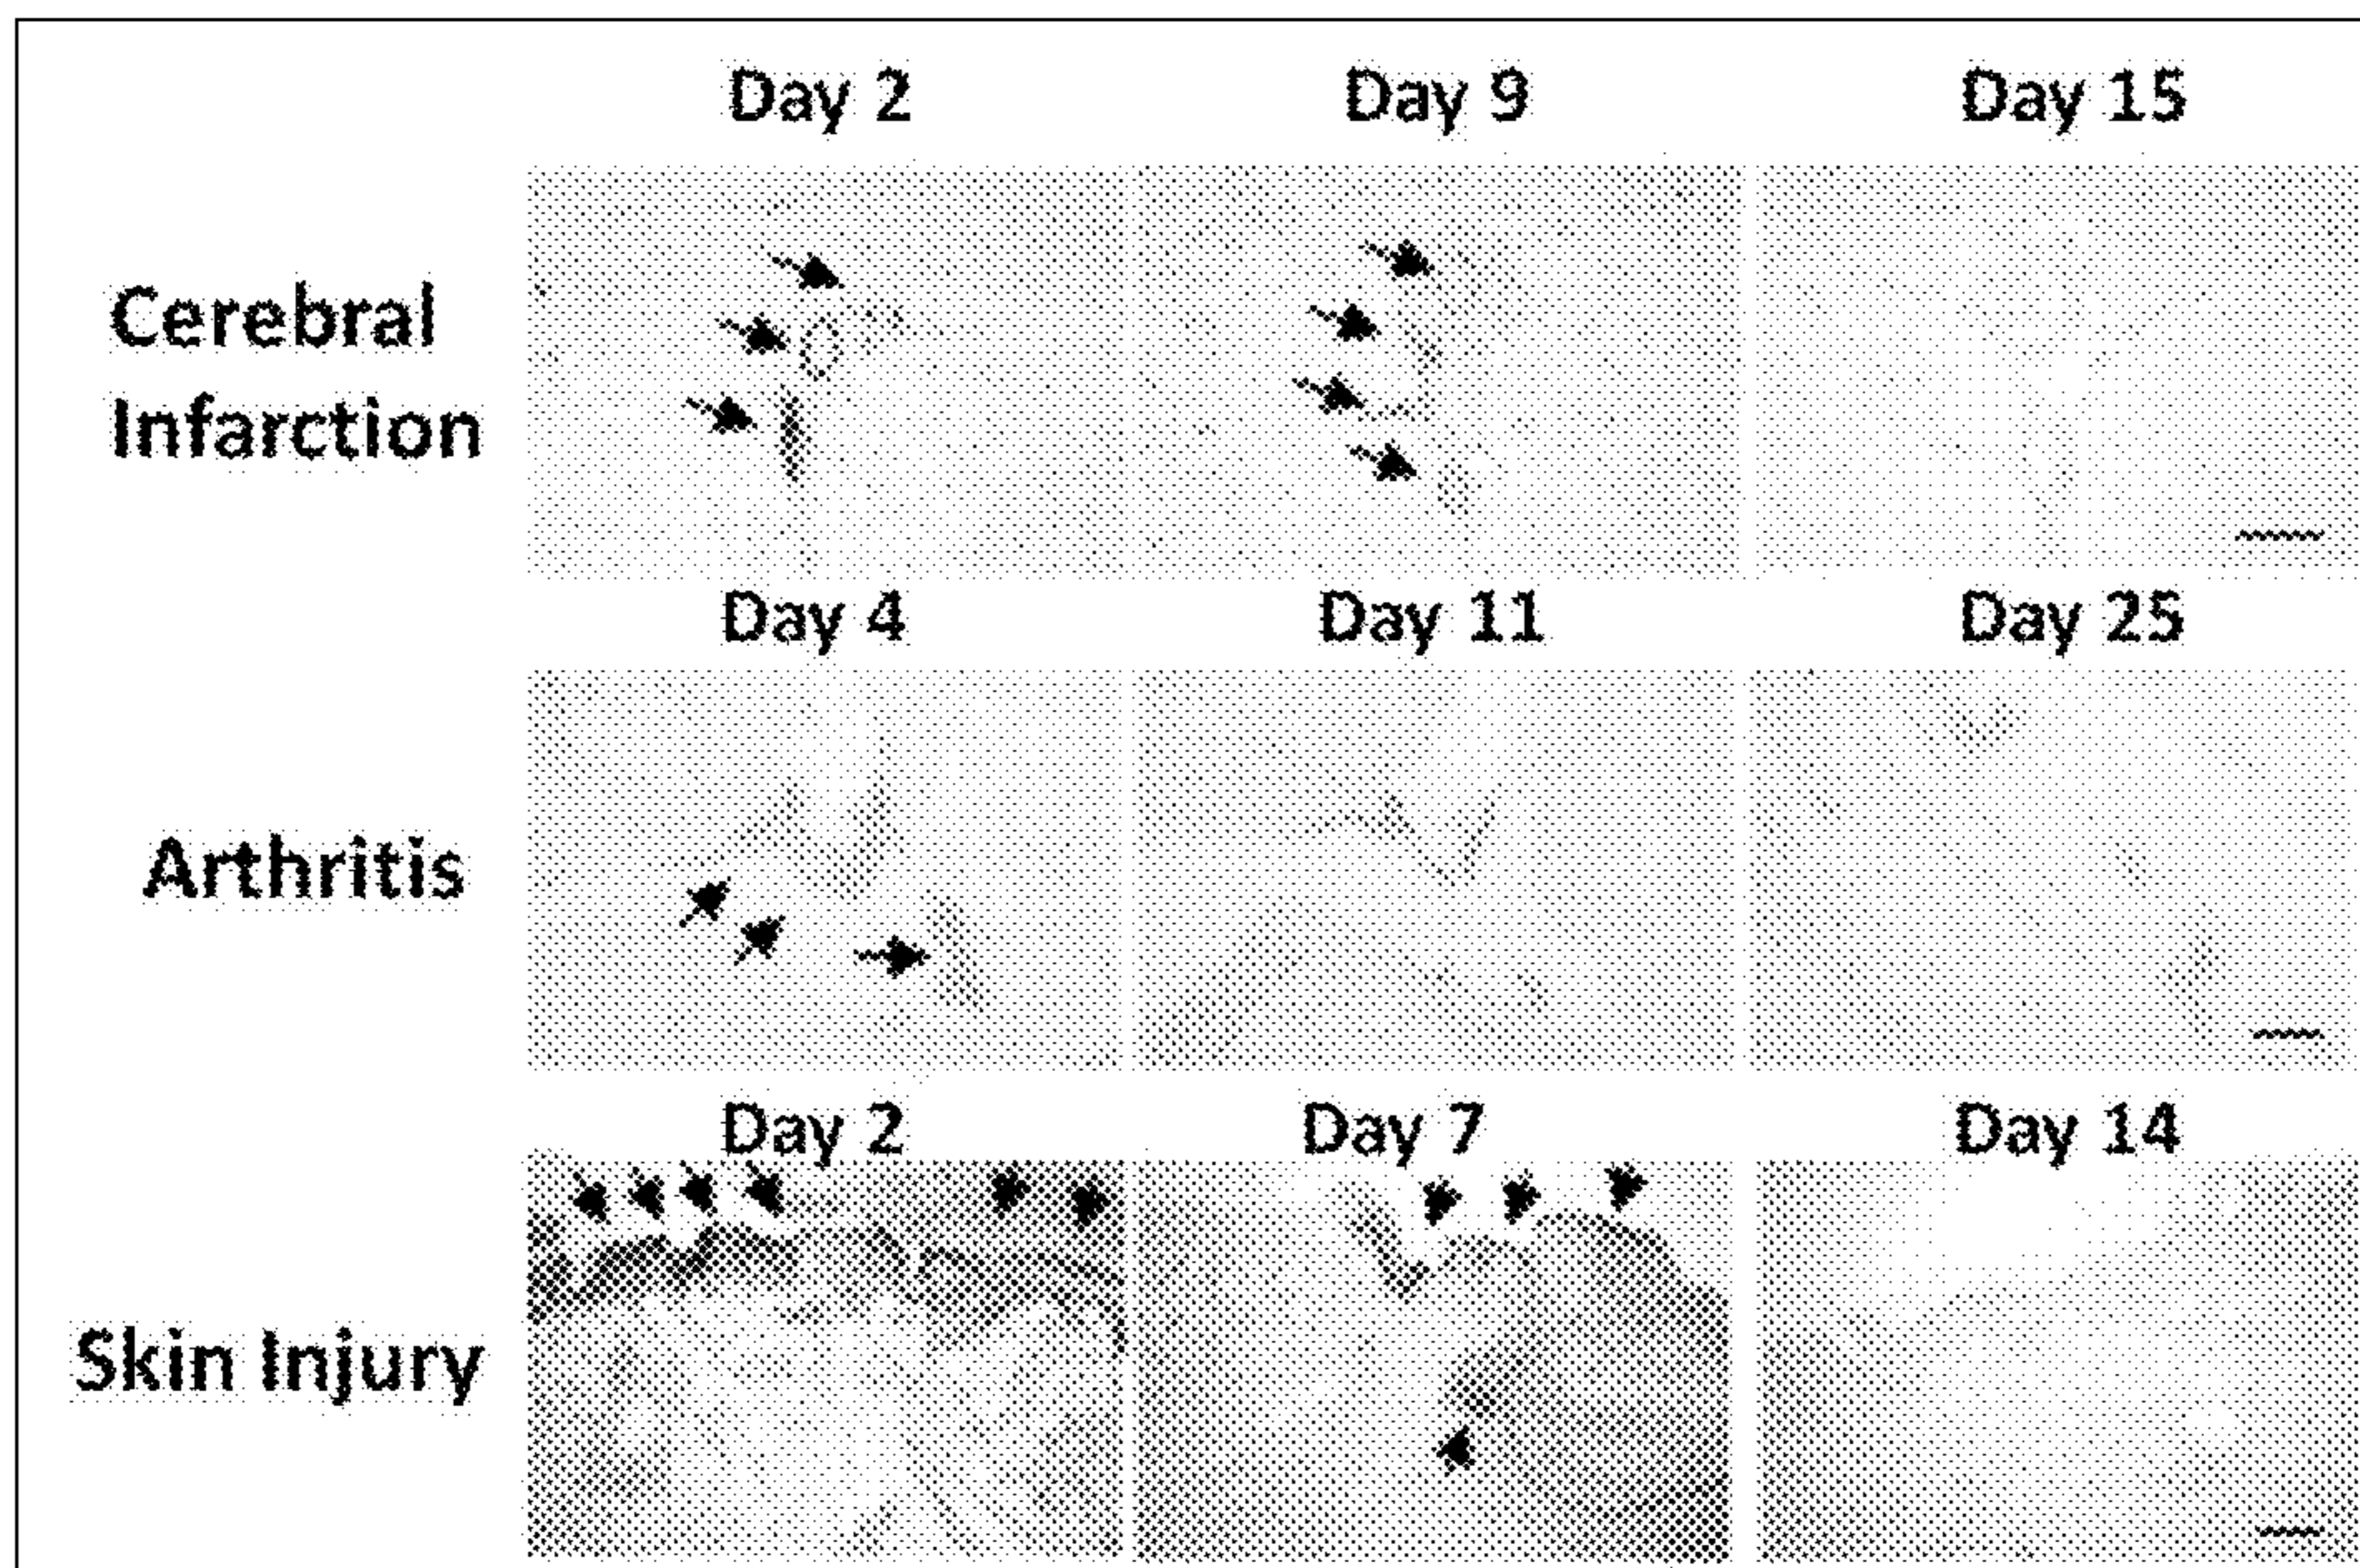 Day 2 Day 9 Day 15
Cerebral
Infarction
Day 4 Day 11 Day 25
Arthritis
Day 2 Day 7 Day 14
Skin Injury